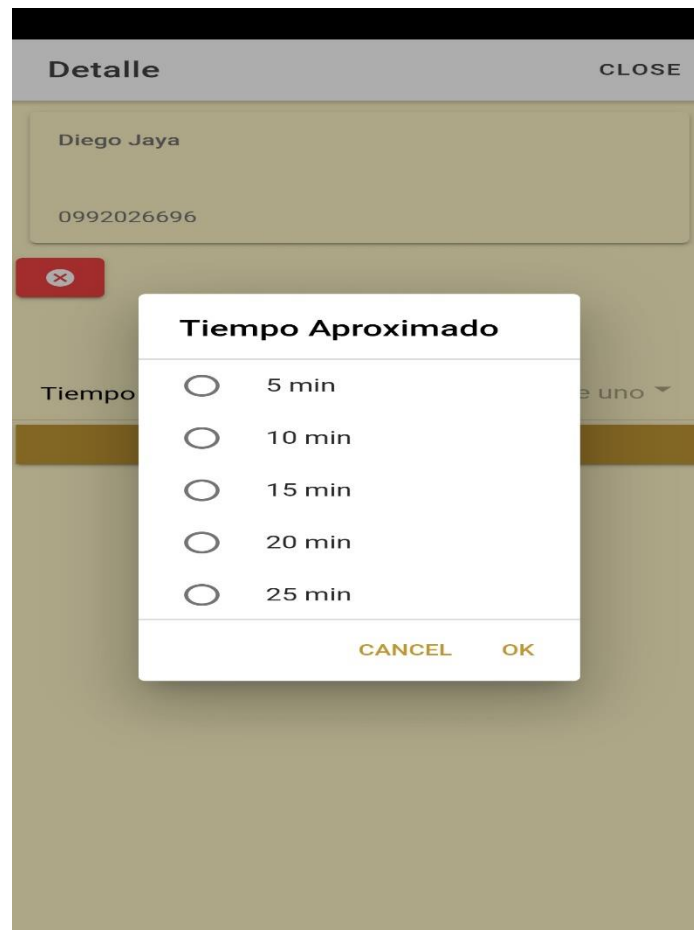 Detalle CLOSE
Diego Jaya
0992026696
Tiempo Aproximado
5 min
Tiempo uno
10 min
15 min
20 min
25 min
CANCEL OK